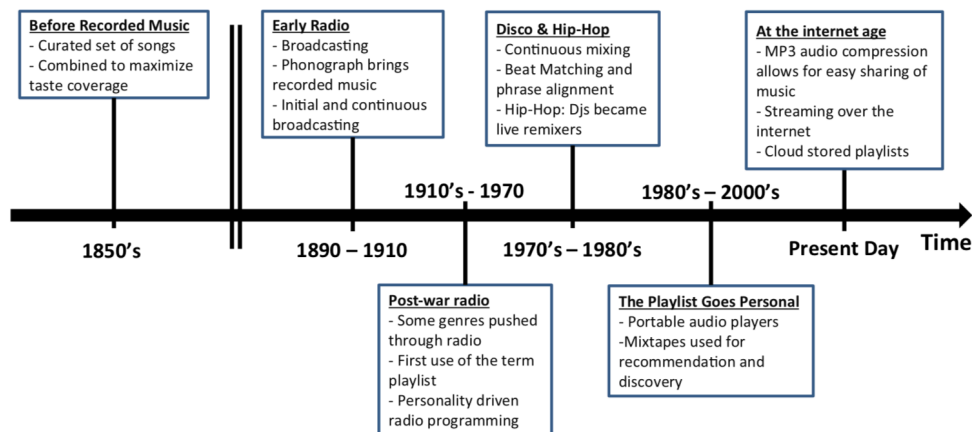 Before Recorded Music
- Curated set of songs
- Combined to maximize
taste coverage
Early Radio
- Broadcasting
- Phonograph brings
recorded music
- Initial and continuous
broadcasting
Disco & Hip-Hop
- Continuous mixing
- Beat Matching and
phrase alignment
- Hip-Hop: Djs became
live remixers
At the internet age
- MP3 audio compression
allows for easy sharing of
music
- Streaming over the
internet
- Cloud stored playlists
1910's - 1970
1980's – 2000's
1850's
1890 – 1910
1970's – 1980's
Present Day
Time
Post-war radio
- Some genres pushed
through radio
- First use of the term
playlist
- Personality driven
radio programming
The Playlist Goes Personal
- Portable audio players
-Mixtapes used for
recommendation and
discovery